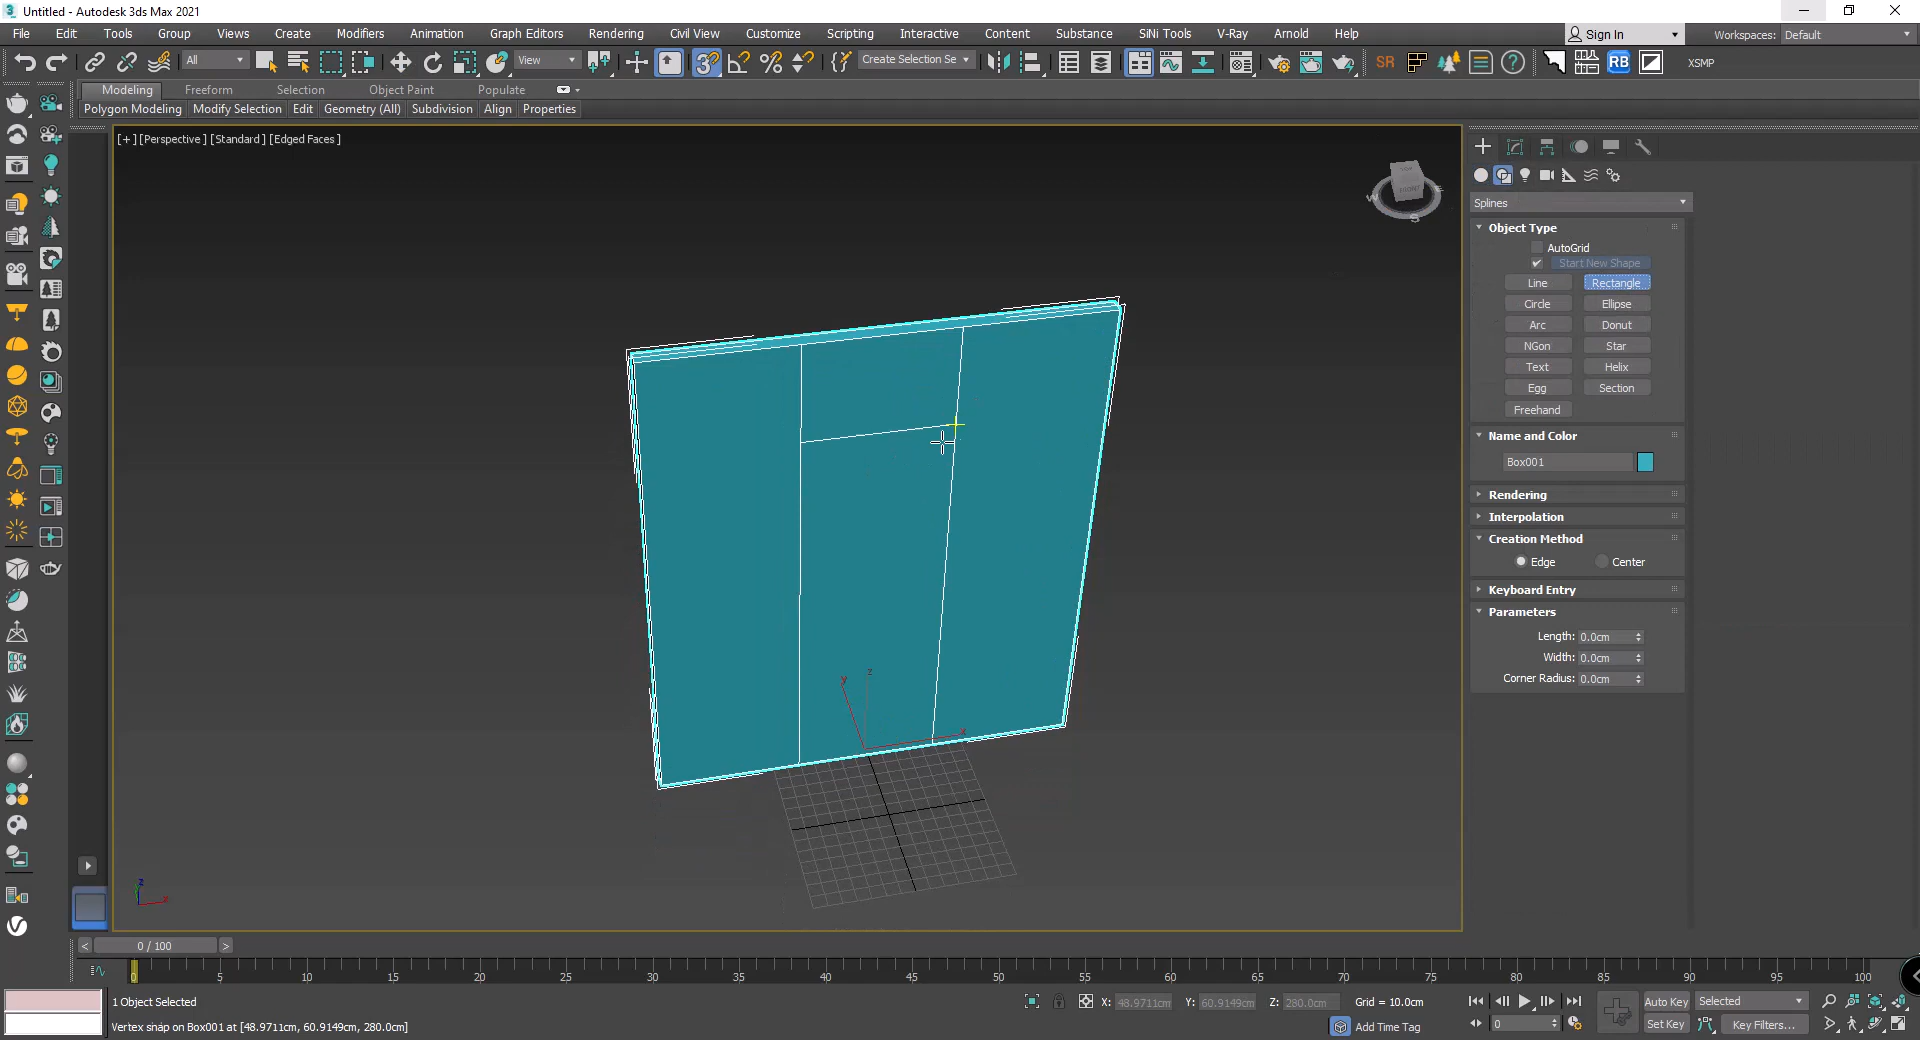 Untitled - Autodesk 3ds Max 2021
File Edit Tools Group Views Create Modifiers Animation Graph Editors Rendering Civil View Customize Scripting Interactive Content Substance SiNi Tools V-Ray Arnold Help Sign In Workspaces: Default
All View Create Selection Se SR RB XSMP
Modeling Freeform Selection Object Paint Populate
Polygon Modeling Modify Selection Edit Geometry (All) Subdivision Align Properties
[+] [Perspective] [Standard] [Edged Faces]
FRONT
W
S
Splines
Object Type
AutoGrid
Start New Shape
Line Rectangle
Circle Ellipse
Arc Donut
NGon Star
Text Helix
Egg Section
Freehand
Name and Color
Box001
Rendering
Interpolation
Creation Method
Edge Center
Keyboard Entry
Parameters
Length: 0.0cm
Width: 0.0cm
Corner Radius: 0.0cm
z
y
x
z
x
< 0 / 100 >
0 5 10 15 20 25 30 35 40 45 50 55 60 65 70 75 80 85 90 95 100
1 Object Selected X: 48.9711cm Y: 60.9149cm Z: 280.0cm Grid = 10.0cm Auto Key Selected
Vertex snap on Box001 at [48.9711cm, 60.9149cm, 280.0cm] Add Time Tag 0 Set Key Key Filters...